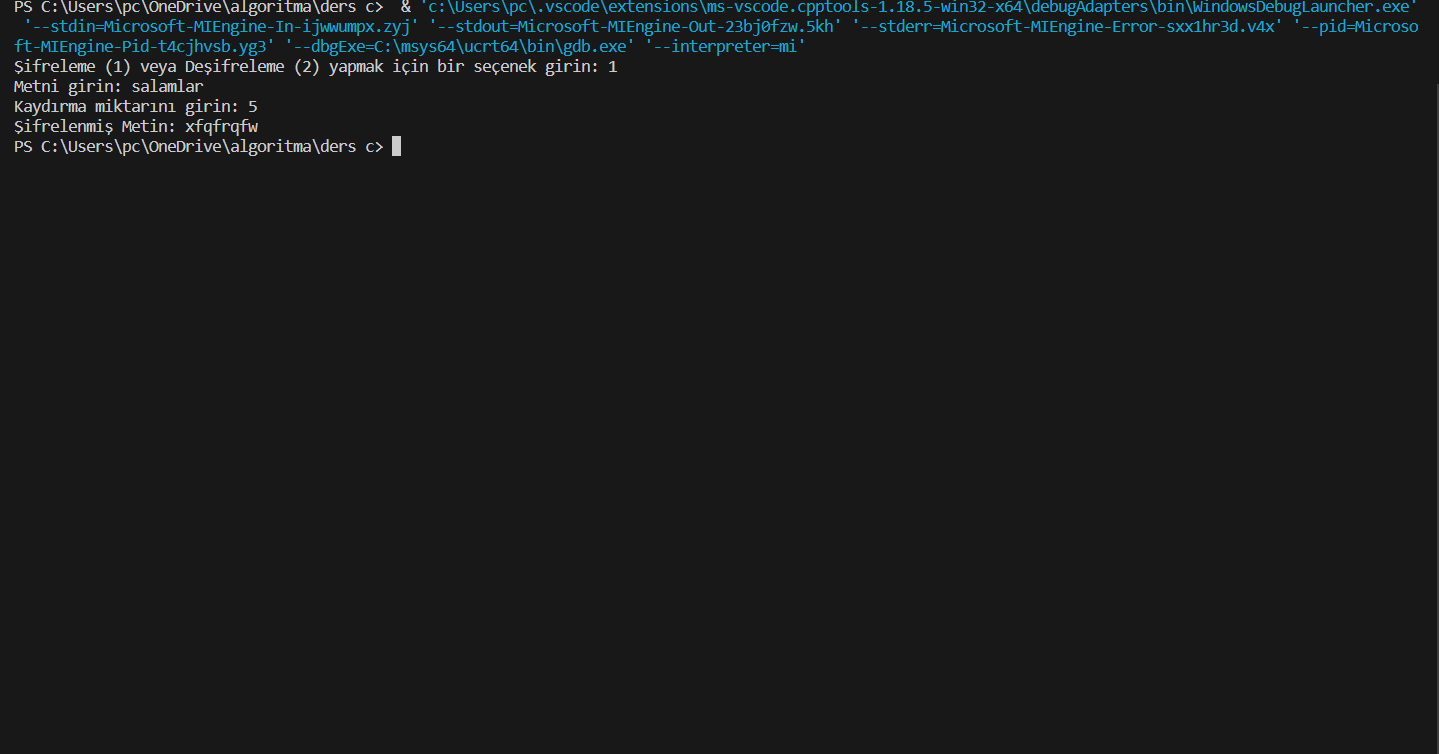 PS C:\Users\pc\OneDrive\algoritma\ders c>  & 'c:\Users\pc\.vscode\extensions\ms-vscode.cpptools-1.18.5-win32-x64\debugAdapters\bin\WindowsDebugLauncher.exe'
 '--stdin=Microsoft-MIEngine-In-ijwwumpx.zyj' '--stdout=Microsoft-MIEngine-Out-23bj0fzw.5kh' '--stderr=Microsoft-MIEngine-Error-sxx1hr3d.v4x' '--pid=Microso
ft-MIEngine-Pid-t4cjhvsb.yg3' '--dbgExe=C:\msys64\ucrt64\bin\gdb.exe' '--interpreter=mi'
Şifreleme (1) veya Deşifreleme (2) yapmak için bir seçenek girin: 1
Metni girin: salamlar
Kaydırma miktarını girin: 5
Şifrelenmiş Metin: xfqfrqfw
PS C:\Users\pc\OneDrive\algoritma\ders c>